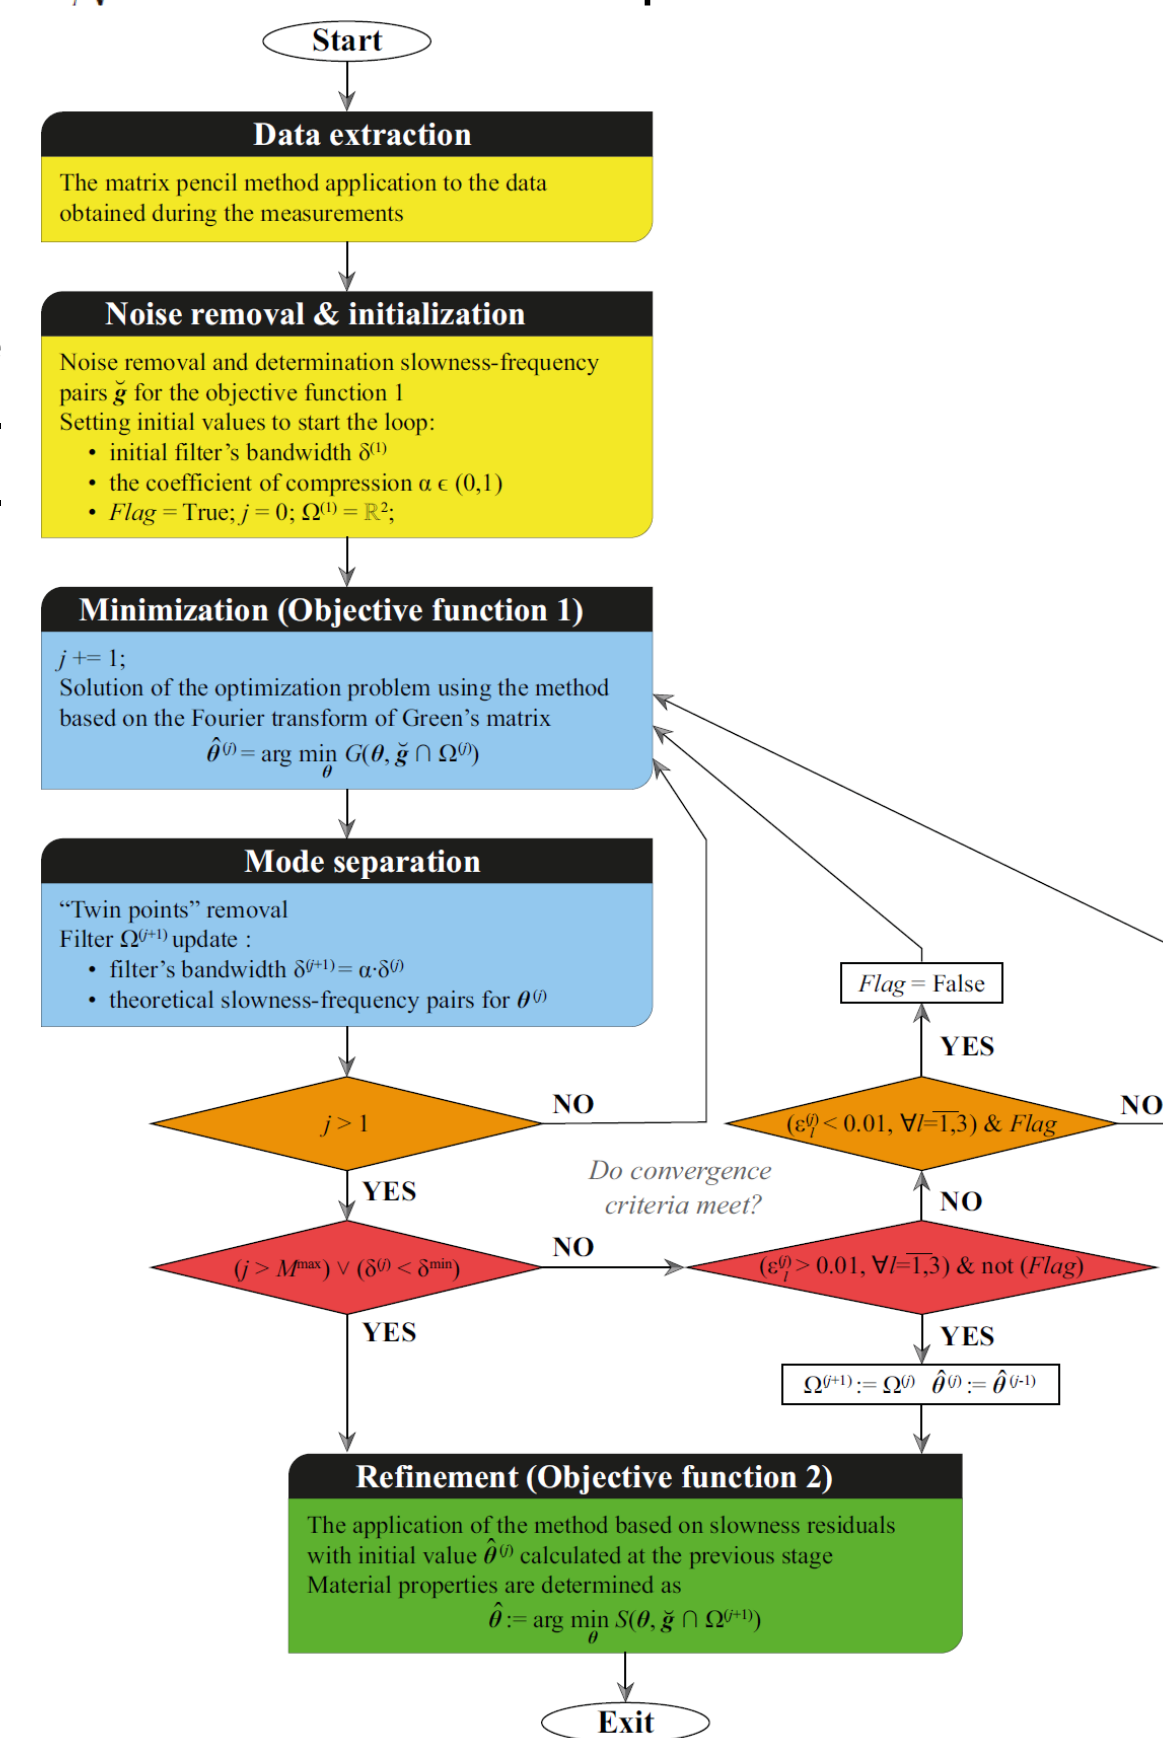 Start
Data extraction
The matrix pencil method application to the data
obtained during the measurements
Noise removal & initialization
Noise removal and determination slowness-frequency
pairs ğ for the objective function 1
Setting initial values to start the loop:
• initial filter's bandwidth δ⁽¹⁾
• the coefficient of compression α ϵ (0,1)
• Flag = True; j = 0; Ω⁽¹⁾ = ℝ²;
Minimization (Objective function 1)
j += 1;
Solution of the optimization problem using the method
based on the Fourier transform of Green's matrix
θ̂⁽ʲ⁾ = arg min G(θ, ğ ∩ Ω⁽ʲ⁾)
θ
Mode separation
“Twin points” removal
Filter Ω⁽ʲ⁺¹⁾ update :
• filter's bandwidth δ⁽ʲ⁺¹⁾ = α·δ⁽ʲ⁾
• theoretical slowness-frequency pairs for θ⁽ʲ⁾
Flag = False
YES
j > 1
NO
(ε_l⁽ʲ⁾ < 0.01, ∀l=1̅,3̅) & Flag
NO
YES
Do convergence
criteria meet?
NO
(j > Mᵐᵃˣ) ∨ (δ⁽ʲ⁾ < δᵐⁱⁿ)
NO
(ε_l⁽ʲ⁾ > 0.01, ∀l=1̅,3̅) & not (Flag)
YES
YES
Ω⁽ʲ⁺¹⁾ := Ω⁽ʲ⁾ θ̂⁽ʲ⁾ := θ̂⁽ʲ⁻¹⁾
Refinement (Objective function 2)
The application of the method based on slowness residuals
with initial value θ̂⁽ʲ⁾ calculated at the previous stage
Material properties are determined as
θ̂ := arg min S(θ, ğ ∩ Ω⁽ʲ⁺¹⁾)
θ
Exit